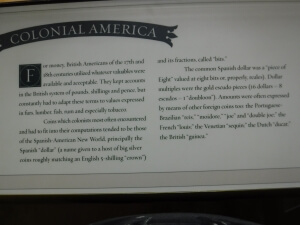 COLONIAL AMERICA
For money, British Americans of the 17th and
18th centuries utilized whatever valuables were
available and acceptable. They kept accounts
in the British system of pounds, shillings and pence, but
constantly had to adapt these terms to values expressed
in furs, lumber, fish, and especially tobacco.
Coins which colonists most often encountered
and had to fit into their computations tended to be those
of the Spanish-American New World, principally the
Spanish "dollar" (a name given to a host of big silver
coins roughly matching an English 5-shilling "crown")
and its fractions, called "bits."
The common Spanish dollar was a "piece of
Eight" valued at eight bits or, properly, reales). Dollar
multiples were the gold escudo pieces (16 dollars = 8
escudos = 1 "doubloon"). Amounts were often expressed
by means of other foreign coins too: the Portuguese-
Brazilian "reis," "moidore," "joe" and "double joe," the
French "louis," the Venetian "sequin," the Dutch "ducat,"
the British "guinea."